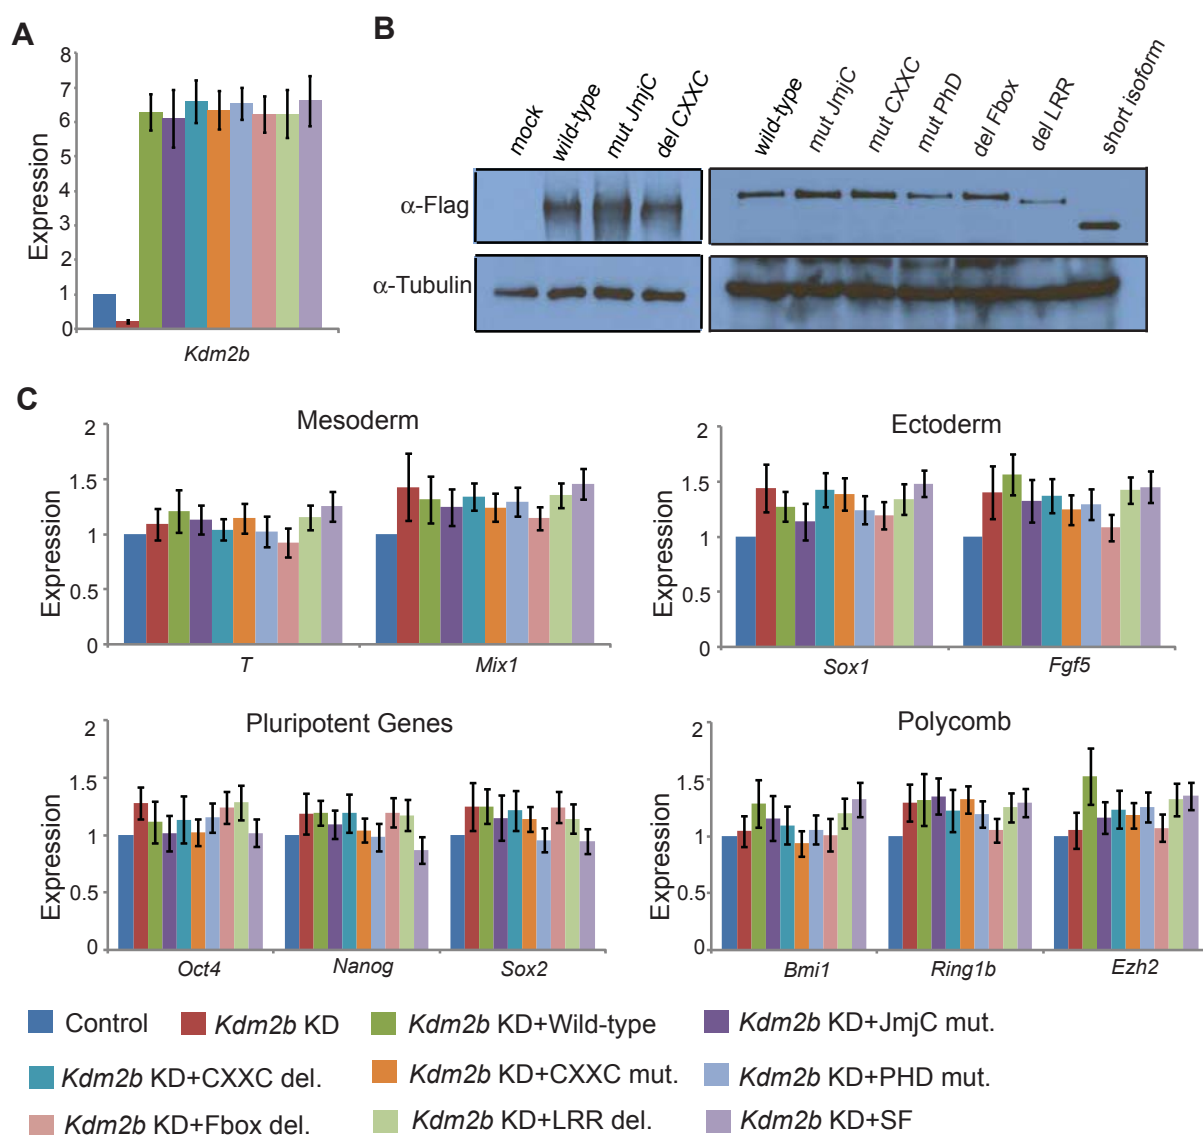 A
8
7
6
5
4
3
2
1
0
Expression
Kdm2b
B
mock
wild-type
mut JmjC
del CXXC
wild-type
mut JmjC
mut CXXC
mut PhD
del Fbox
del LRR
short isoform
α-Flag
α-Tubulin
C
Mesoderm
2
1.5
1
0.5
0
Expression
T
Mix1
Ectoderm
2
1.5
1
0.5
0
Expression
Sox1
Fgf5
Pluripotent Genes
2
1.5
1
0.5
0
Expression
Oct4
Nanog
Sox2
Polycomb
2
1.5
1
0.5
0
Expression
Bmi1
Ring1b
Ezh2
Control
Kdm2b KD
Kdm2b KD+Wild-type
Kdm2b KD+JmjC mut.
Kdm2b KD+CXXC del.
Kdm2b KD+CXXC mut.
Kdm2b KD+PHD mut.
Kdm2b KD+Fbox del.
Kdm2b KD+LRR del.
Kdm2b KD+SF